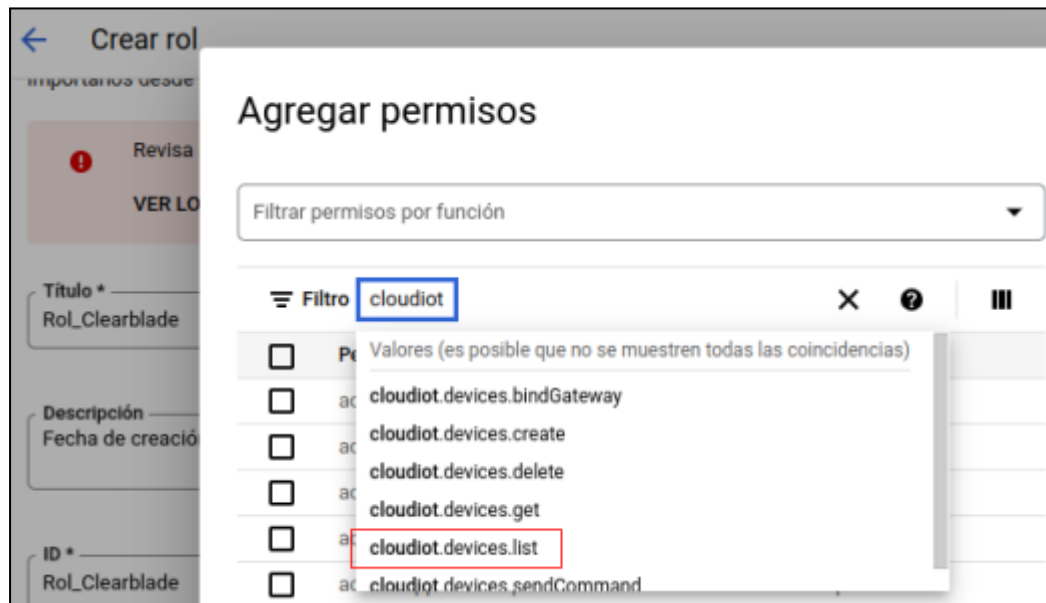 Crear rol
Agregar permisos
Revisa
VER LO
Filtrar permisos por función
Título *
Rol_Clearblade
Filtro cloudiot
Valores (es posible que no se muestren todas las coincidencias)
cloudiot.devices.bindGateway
cloudiot.devices.create
Descripción
Fecha de creació
cloudiot.devices.delete
cloudiot.devices.get
cloudiot.devices.list
ID *
Rol_Clearblade
cloudiot.devices.sendCommand